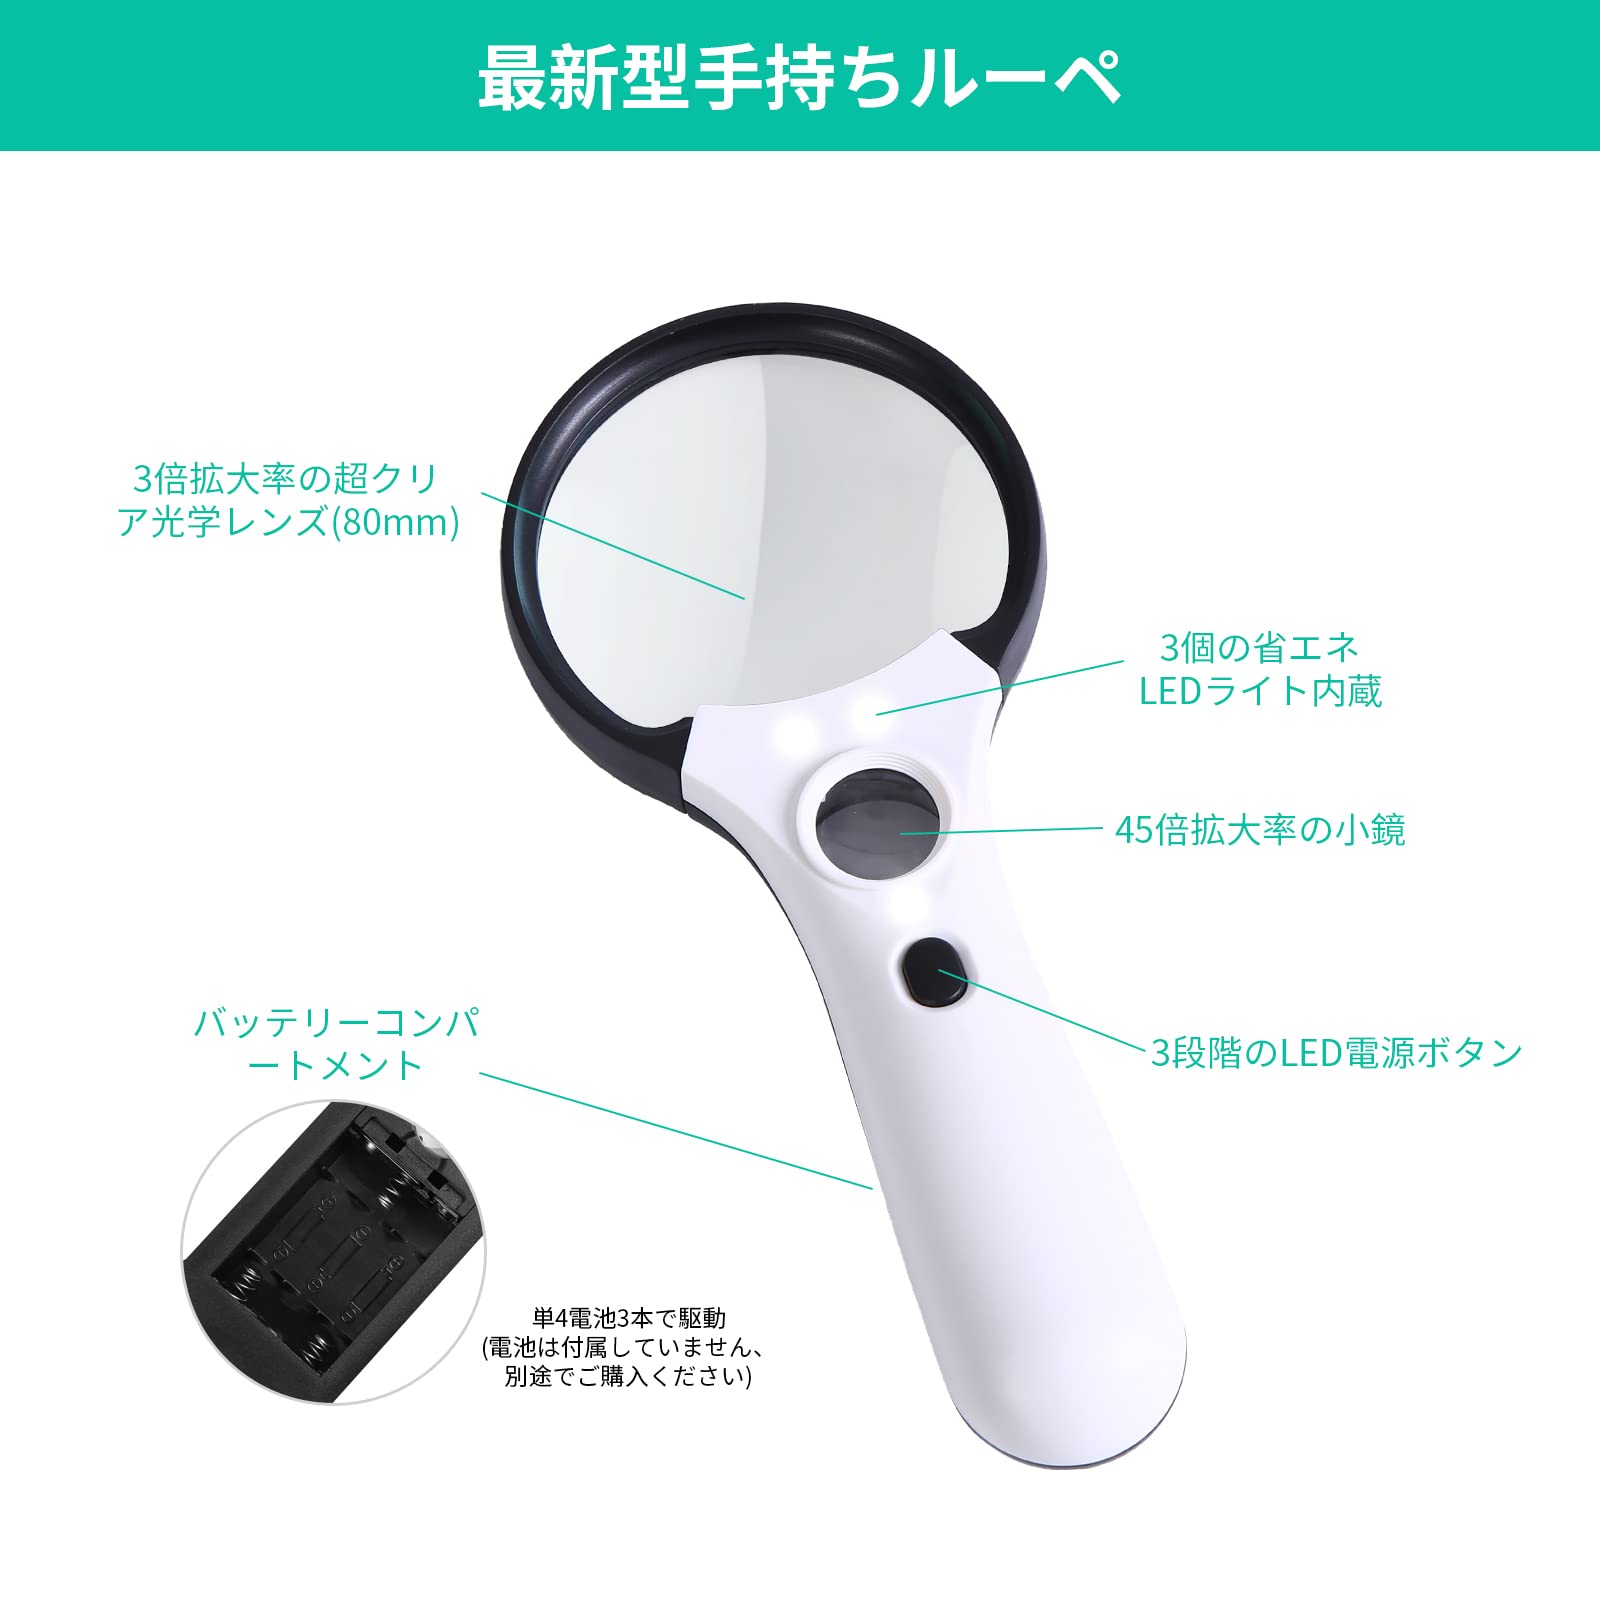 最新型手持ちルーペ
3倍拡大率の超クリ
ア光学レンズ(80mm)
3個の省エネ
LEDライト内蔵
45倍拡大率の小鏡
3段階のLED電源ボタン
バッテリーコンパ
ートメント
単4電池3本で駆動
(電池は付属していません、
別途でご購入ください)